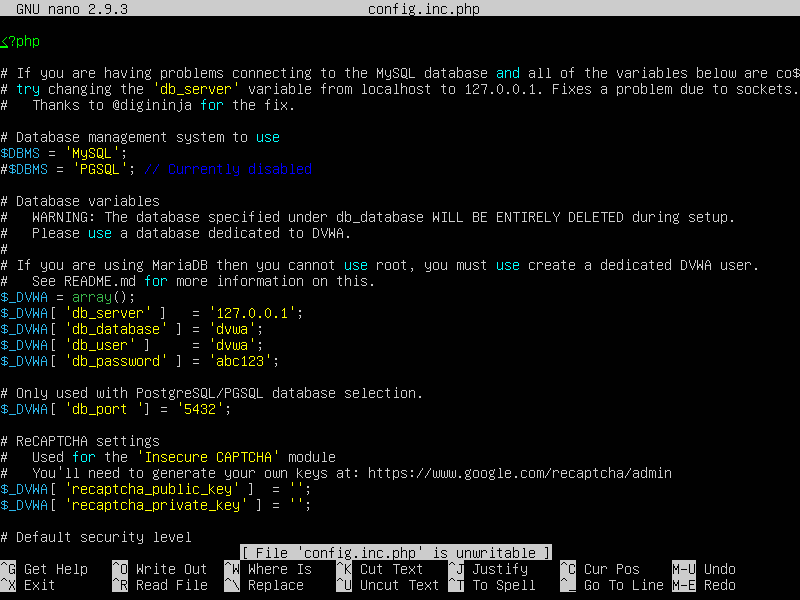 GNU nano 2.9.3 config.inc.php
<?php
# If you are having problems connecting to the MySQL database and all of the variables below are co$
# try changing the 'db_server' variable from localhost to 127.0.0.1. Fixes a problem due to sockets.
#   Thanks to @digininja for the fix.
# Database management system to use
$DBMS = 'MySQL';
#$DBMS = 'PGSQL'; // Currently disabled
# Database variables
#   WARNING: The database specified under db_database WILL BE ENTIRELY DELETED during setup.
#   Please use a database dedicated to DVWA.
#
# If you are using MariaDB then you cannot use root, you must use create a dedicated DVWA user.
#   See README.md for more information on this.
$_DVWA = array();
$_DVWA[ 'db_server' ]   = '127.0.0.1';
$_DVWA[ 'db_database' ] = 'dvwa';
$_DVWA[ 'db_user' ]     = 'dvwa';
$_DVWA[ 'db_password' ] = 'abc123';
# Only used with PostgreSQL/PGSQL database selection.
$_DVWA[ 'db_port '] = '5432';
# ReCAPTCHA settings
#   Used for the 'Insecure CAPTCHA' module
#   You'll need to generate your own keys at: https://www.google.com/recaptcha/admin
$_DVWA[ 'recaptcha_public_key' ]  = '';
$_DVWA[ 'recaptcha_private_key' ] = '';
# Default security level
[ File 'config.inc.php' is unwritable ]
^G Get Help ^O Write Out ^W Where Is ^K Cut Text ^J Justify ^C Cur Pos M-U Undo
^X Exit ^R Read File ^\ Replace ^U Uncut Text ^T To Spell ^_ Go To Line M-E Redo